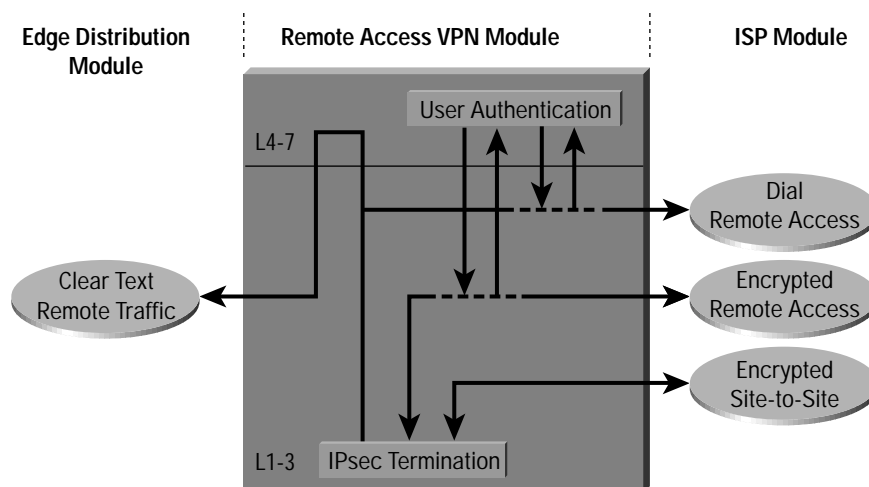 Edge Distribution
Module
Remote Access VPN Module
ISP Module
User Authentication
L4-7
Dial
Remote Access
Clear Text
Remote Traffic
Encrypted
Remote Access
Encrypted
Site-to-Site
L1-3
IPsec Termination